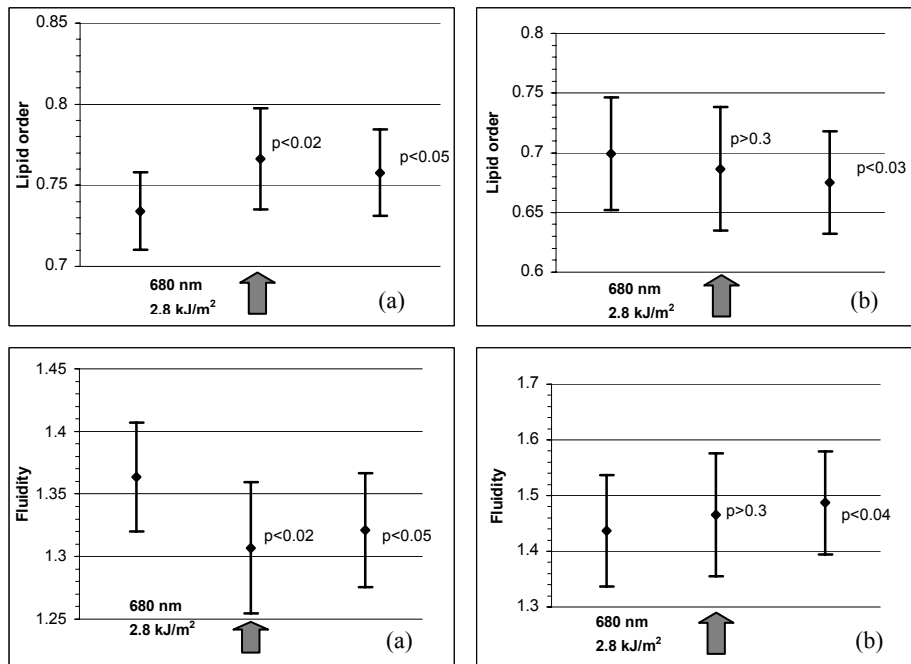 0.85
0.8
0.75
0.7
Lipid order
p<0.02
p<0.05
680 nm
2.8 kJ/m²
(a)
0.8
0.75
0.7
0.65
0.6
Lipid order
p>0.3
p<0.03
680 nm
2.8 kJ/m²
(b)
1.45
1.4
1.35
1.3
1.25
Fluidity
p<0.02
p<0.05
680 nm
2.8 kJ/m²
(a)
1.7
1.6
1.5
1.4
1.3
Fluidity
p>0.3
p<0.04
680 nm
2.8 kJ/m²
(b)